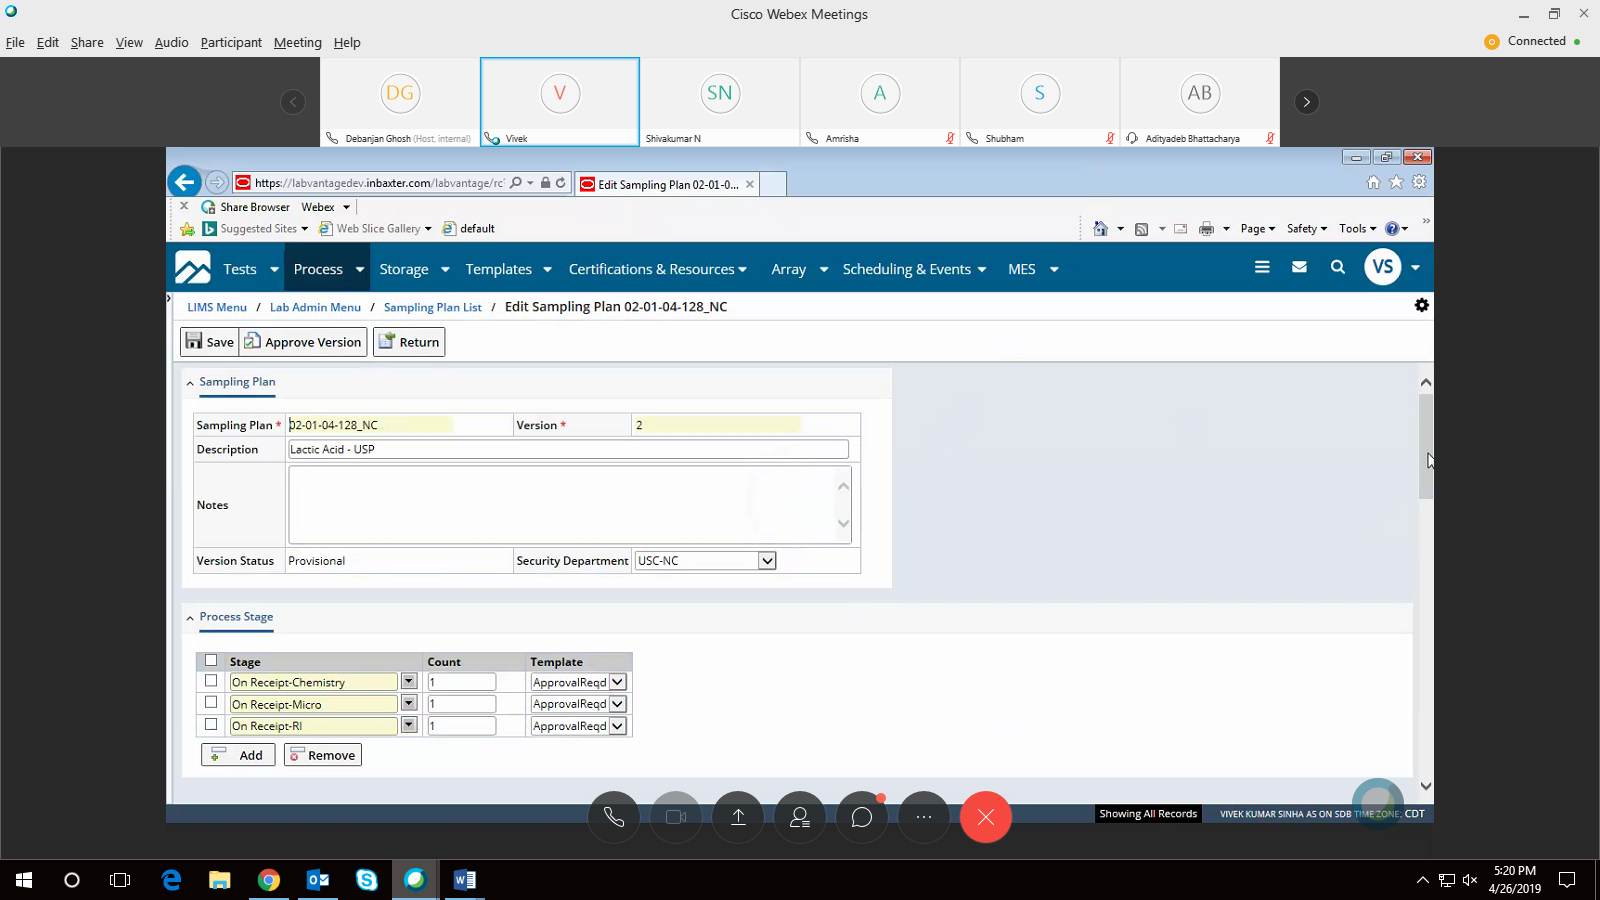 Cisco Webex Meetings
File Edit Share View Audio Participant Meeting Help
Connected
DG V SN A S AB
Debanjan Ghosh (Host, internal) Vivek Shivakumar N Amrisha Shubham Adityadeb Bhattacharya
https://labvantagedev.inbaxter.com/labvantage/rc Edit Sampling Plan 02-01-0...
Share Browser Webex
Suggested Sites Web Slice Gallery default Page Safety Tools
Tests Process Storage Templates Certifications & Resources Array Scheduling & Events MES VS
LIMS Menu / Lab Admin Menu / Sampling Plan List / Edit Sampling Plan 02-01-04-128_NC
Save Approve Version Return
Sampling Plan
Sampling Plan * 02-01-04-128_NC Version * 2
Description Lactic Acid - USP
Notes
Version Status Provisional Security Department USC-NC
Process Stage
Stage Count Template
On Receipt-Chemistry 1 ApprovalReqd
On Receipt-Micro 1 ApprovalReqd
On Receipt-RI 1 ApprovalReqd
Add Remove
Showing All Records VIVEK KUMAR SINHA AS ON SDB TIME ZONE: CDT
5:20 PM
4/26/2019